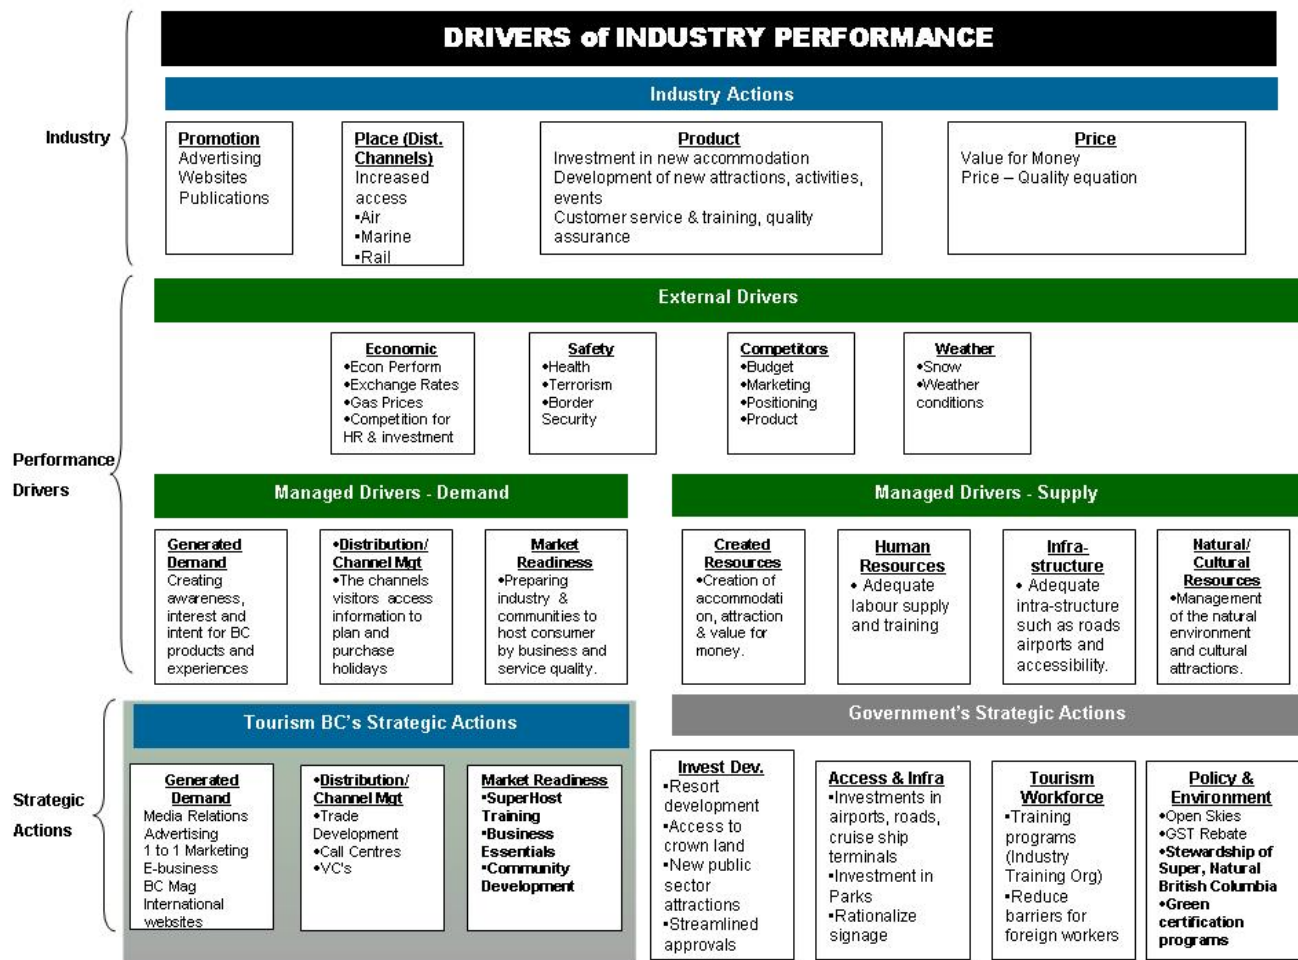 DRIVERS of INDUSTRY PERFORMANCE
Industry Actions
Industry
Promotion
Advertising
Websites
Publications
Place (Dist.
Channels)
Increased
access
▪Air
▪Marine
▪Rail
Product
Investment in new accommodation
Development of new attractions, activities,
events
Customer service & training, quality
assurance
Price
Value for Money
Price – Quality equation
External Drivers
Performance
Drivers
Economic
•Econ Perform
•Exchange Rates
•Gas Prices
•Competition for
HR & investment
Safety
•Health
•Terrorism
•Border
Security
Competitors
•Budget
•Marketing
•Positioning
•Product
Weather
•Snow
•Weather
conditions
Managed Drivers - Demand
Generated
Demand
Creating
awareness,
interest and
intent for BC
products and
experiences
•Distribution/
Channel Mgt
•The channels
visitors access
information to
plan and
purchase
holidays
Market
Readiness
•Preparing
industry &
communities to
host consumer
by business and
service quality.
Managed Drivers - Supply
Created
Resources
•Creation of
accommodati
on, attraction
& value for
money.
Human
Resources
• Adequate
labour supply
and training
Infra-
structure
• Adequate
intra-structure
such as roads
airports and
accessibility.
Natural/
Cultural
Resources
•Management
of the natural
environment
and cultural
attractions.
Strategic
Actions
Tourism BC's Strategic Actions
Generated
Demand
Media Relations
Advertising
1 to 1 Marketing
E-business
BC Mag
International
websites
•Distribution/
Channel Mgt
▪Trade
Development
▪Call Centres
▪VC's
Market Readiness
▪SuperHost
Training
▪Business
Essentials
▪Community
Development
Government's Strategic Actions
Invest Dev.
▪Resort
development
▪Access to
crown land
▪New public
sector
attractions
▪Streamlined
approvals
Access & Infra
▪Investments in
airports, roads,
cruise ship
terminals
▪Investment in
Parks
▪Rationalize
signage
Tourism
Workforce
▪Training
programs
(Industry
Training Org)
▪Reduce
barriers for
foreign workers
Policy &
Environment
▪Open Skies
▪GST Rebate
•Stewardship of
Super, Natural
British Columbia
•Green
certification
programs